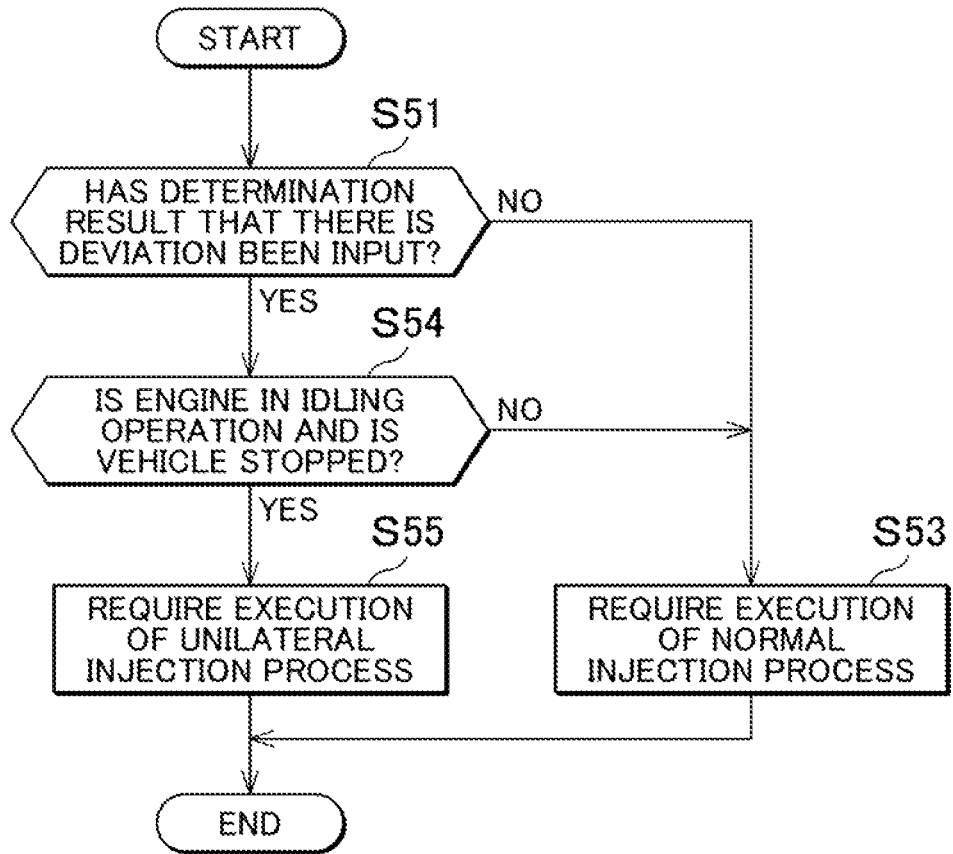 START
S51
HAS DETERMINATION
RESULT THAT THERE IS
DEVIATION BEEN INPUT?
NO
YES
S54
IS ENGINE IN IDLING
OPERATION AND IS
VEHICLE STOPPED?
NO
YES
S55
REQUIRE EXECUTION
OF UNILATERAL
INJECTION PROCESS
S53
REQUIRE EXECUTION
OF NORMAL
INJECTION PROCESS
END